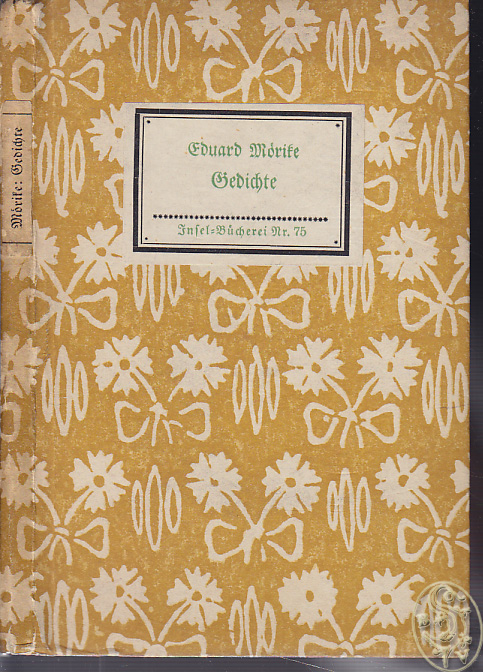 Eduard Mörike
Gedichte
Insel-Bücherei Nr. 75
Mörike: Gedichte